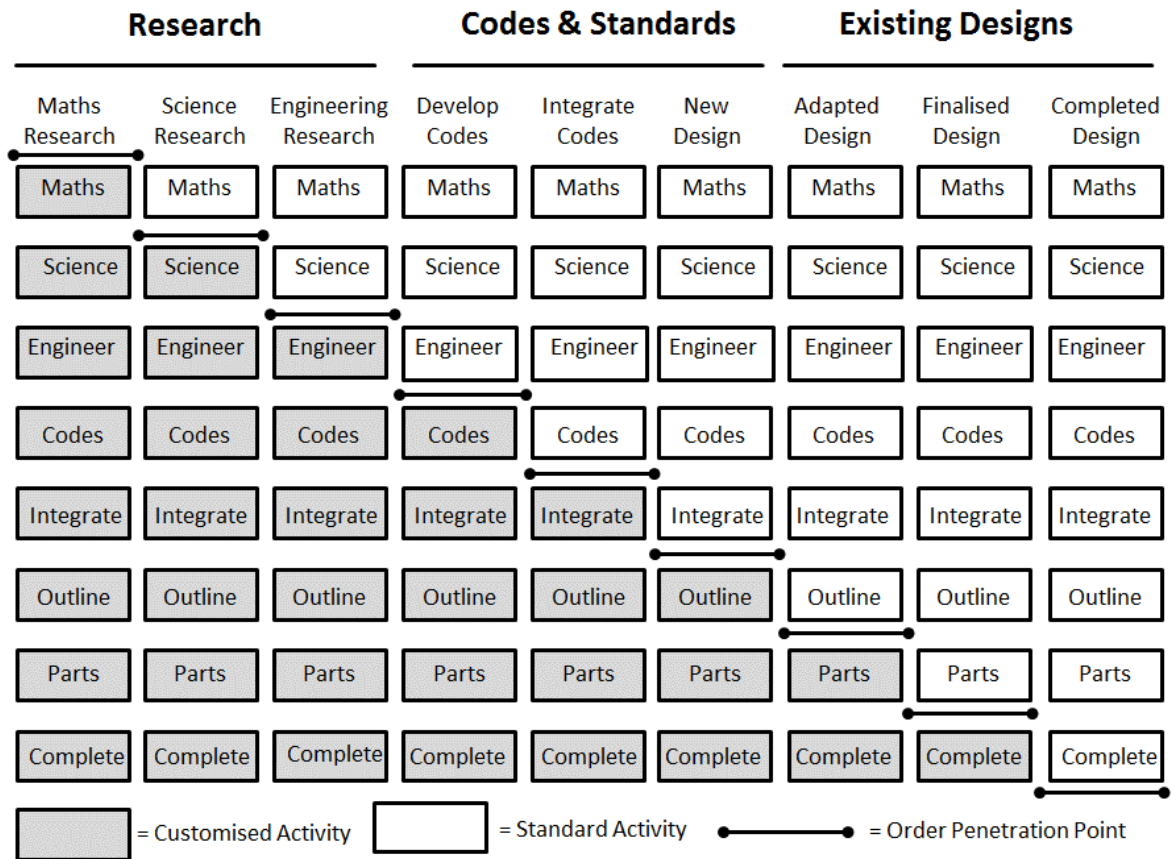 Research Codes & Standards Existing Designs
Maths Science Engineering Develop Integrate New Adapted Finalised Completed
Research Research Research Codes Codes Design Design Design Design
Maths Maths Maths Maths Maths Maths Maths Maths Maths
Science Science Science Science Science Science Science Science Science
Engineer Engineer Engineer Engineer Engineer Engineer Engineer Engineer Engineer
Codes Codes Codes Codes Codes Codes Codes Codes Codes
Integrate Integrate Integrate Integrate Integrate Integrate Integrate Integrate Integrate
Outline Outline Outline Outline Outline Outline Outline Outline Outline
Parts Parts Parts Parts Parts Parts Parts Parts Parts
Complete Complete Complete Complete Complete Complete Complete Complete Complete
= Customised Activity = Standard Activity = Order Penetration Point